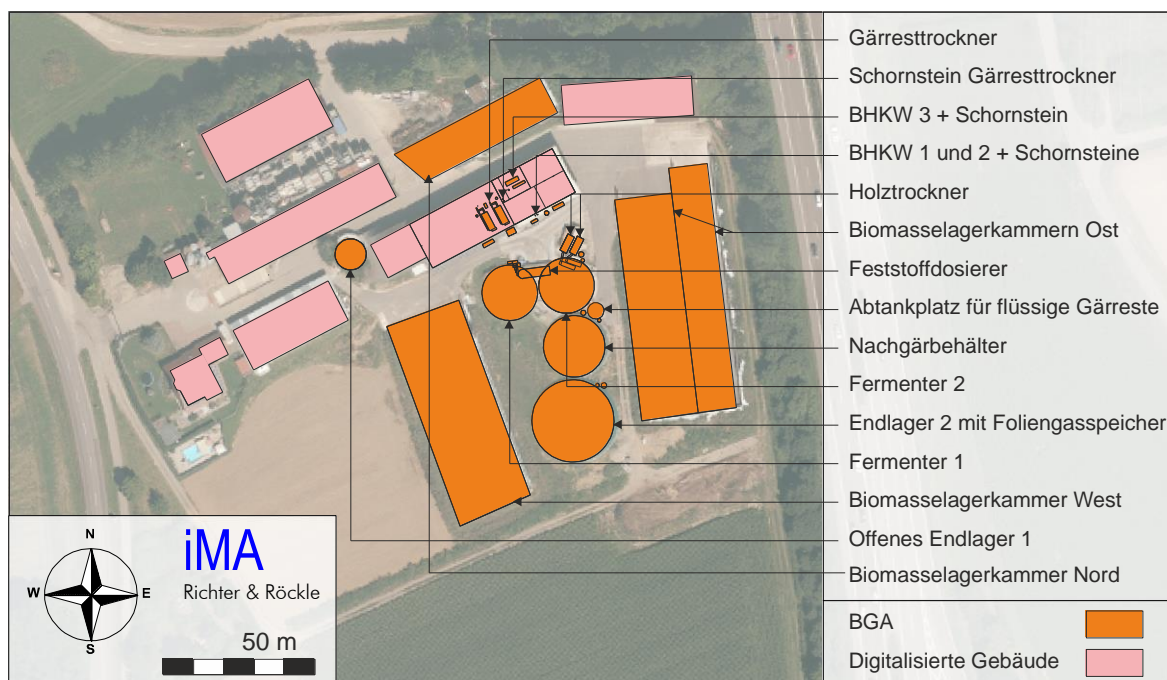 Gärresttrockner
Schornstein Gärresttrockner
BHKW 3 + Schornstein
BHKW 1 und 2 + Schornsteine
Holztrockner
Biomasselagerkammern Ost
Feststoffdosierer
Abtankplatz für flüssige Gärreste
Nachgärbehälter
Fermenter 2
Endlager 2 mit Foliengasspeicher
Fermenter 1
Biomasselagerkammer West
Offenes Endlager 1
Biomasselagerkammer Nord
BGA
Digitalisierte Gebäude
N
W
E
S
iMA
Richter & Röckle
50 m